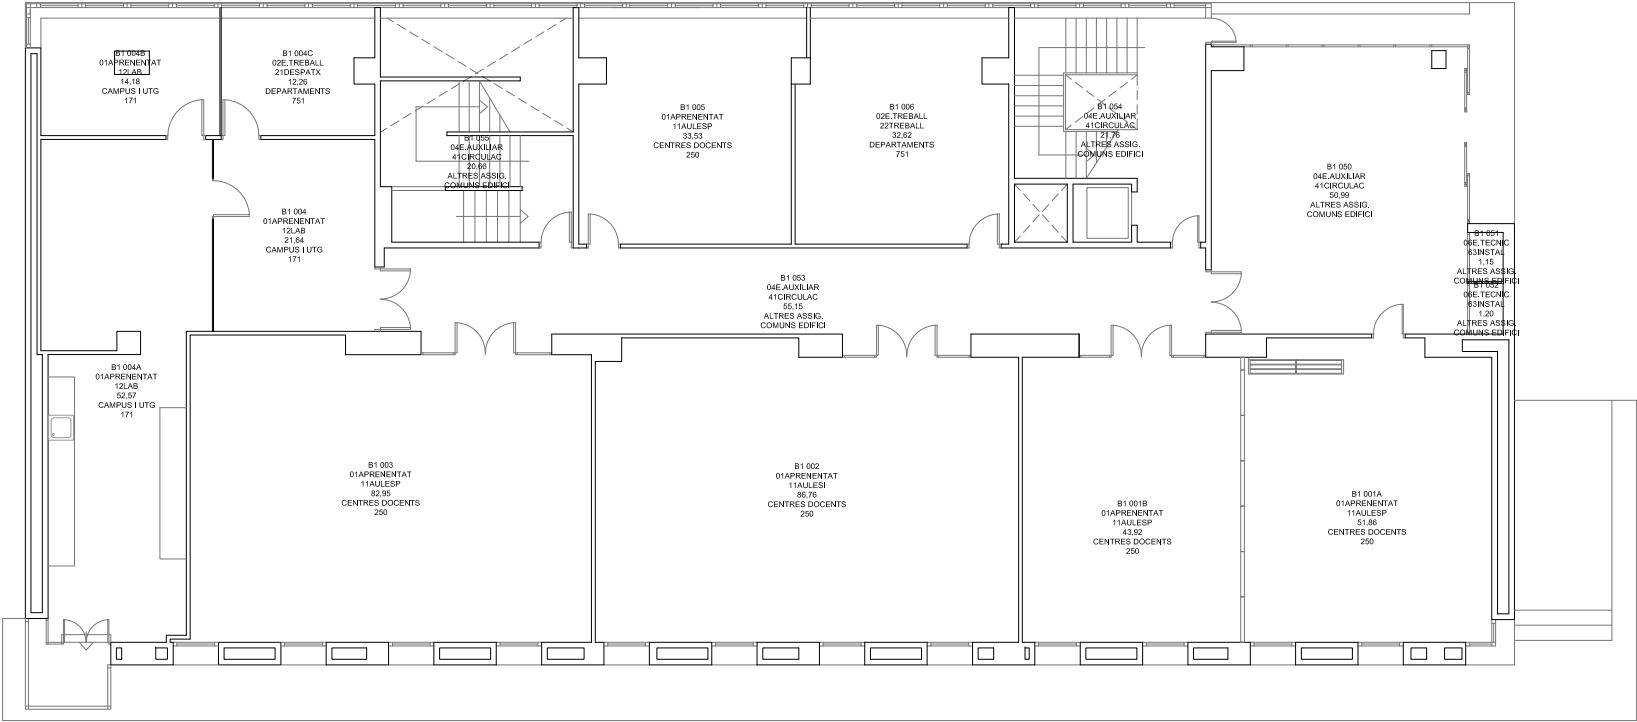 B1 004B
01APRENENTAT
12LAB
14,18
CAMPUS I UTG
171
B1 004C
02E.TREBALL
21DESPATX
12,26
DEPARTAMENTS
751
B1 055
04E.AUXILIAR
41CIRCULAC
20,66
ALTRES ASSIG.
COMUNS EDIFICI
B1 005
01APRENENTAT
11AULESP
33,53
CENTRES DOCENTS
250
B1 006
02E.TREBALL
22TREBALL
32,62
DEPARTAMENTS
751
B1 054
04E.AUXILIAR
41CIRCULAC
21,76
ALTRES ASSIG.
COMUNS EDIFICI
B1 050
04E.AUXILIAR
41CIRCULAC
50,99
ALTRES ASSIG.
COMUNS EDIFICI
B1 004
01APRENENTAT
12LAB
21,64
CAMPUS I UTG
171
B1 051
06E.TECNIC
63INSTAL
1,15
ALTRES ASSIG.
COMUNS EDIFICI
B1 052
06E.TECNIC
63INSTAL
1,20
ALTRES ASSIG.
COMUNS EDIFICI
B1 053
04E.AUXILIAR
41CIRCULAC
55,15
ALTRES ASSIG.
COMUNS EDIFICI
B1 004A
01APRENENTAT
12LAB
52,57
CAMPUS I UTG
171
B1 003
01APRENENTAT
11AULESP
82,95
CENTRES DOCENTS
250
B1 002
01APRENENTAT
11AULESI
86,76
CENTRES DOCENTS
250
B1 001B
01APRENENTAT
11AULESP
43,92
CENTRES DOCENTS
250
B1 001A
01APRENENTAT
11AULESP
51,86
CENTRES DOCENTS
250